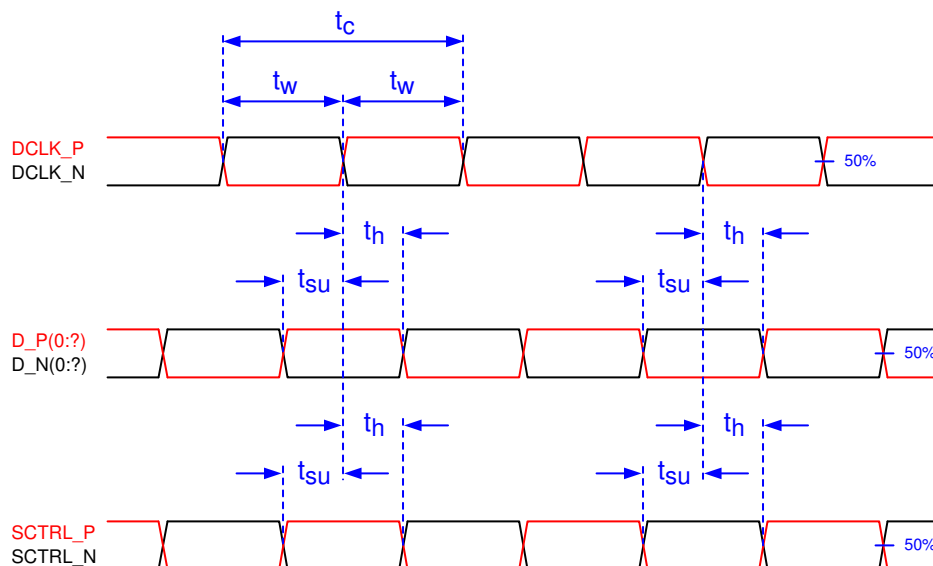 tc
tw tw
DCLK_P
DCLK_N
50%
th th
tsu tsu
D_P(0:?)
D_N(0:?)
50%
th th
tsu tsu
SCTRL_P
SCTRL_N
50%